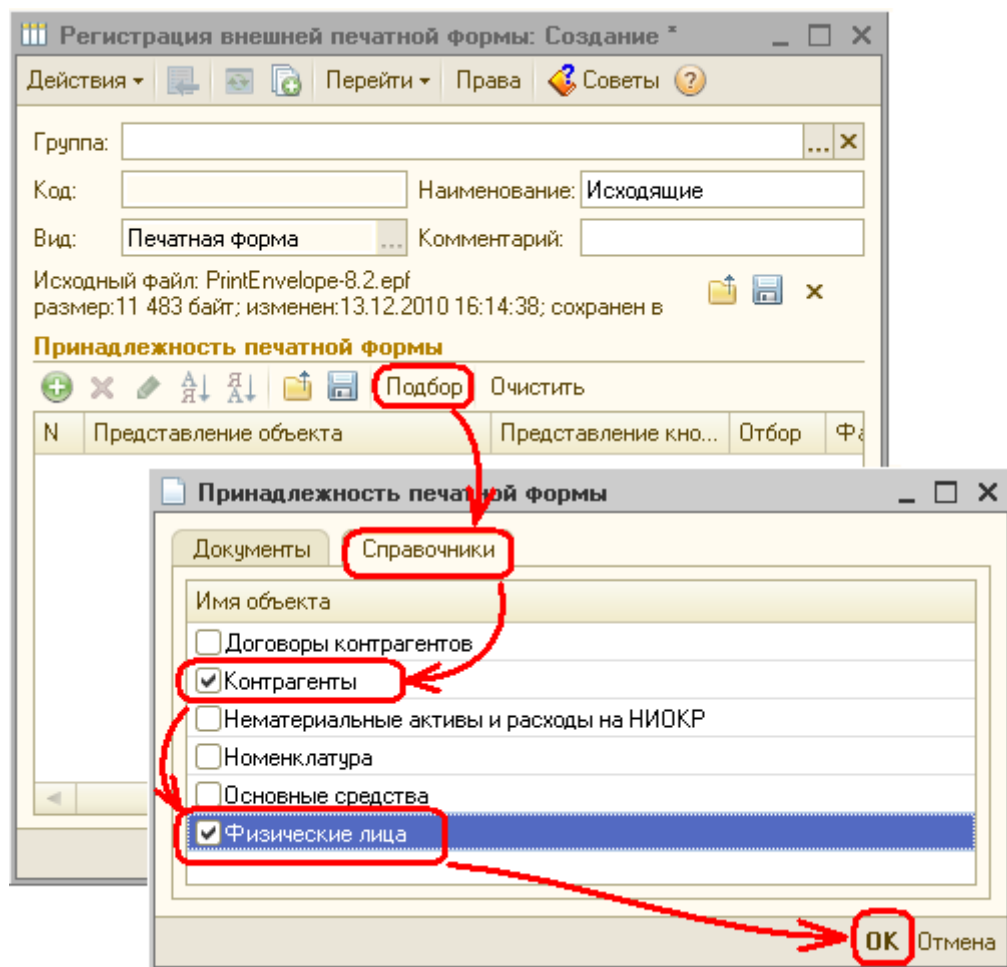 Регистрация внешней печатной формы: Создание *
Действия Перейти Права Советы
Группа:
Код: Наименование: Исходящие
Вид: Печатная форма ... Комментарий:
Исходный файл: PrintEnvelope-8.2.epf
размер:11 483 байт; изменен:13.12.2010 16:14:38; сохранен в
Принадлежность печатной формы
Подбор Очистить
N Представление объекта Представление кно... Отбор Фа
Принадлежность печатной формы
Документы Справочники
Имя объекта
Договоры контрагентов
Контрагенты
Нематериальные активы и расходы на НИОКР
Номенклатура
Основные средства
Физические лица
OK Отмена